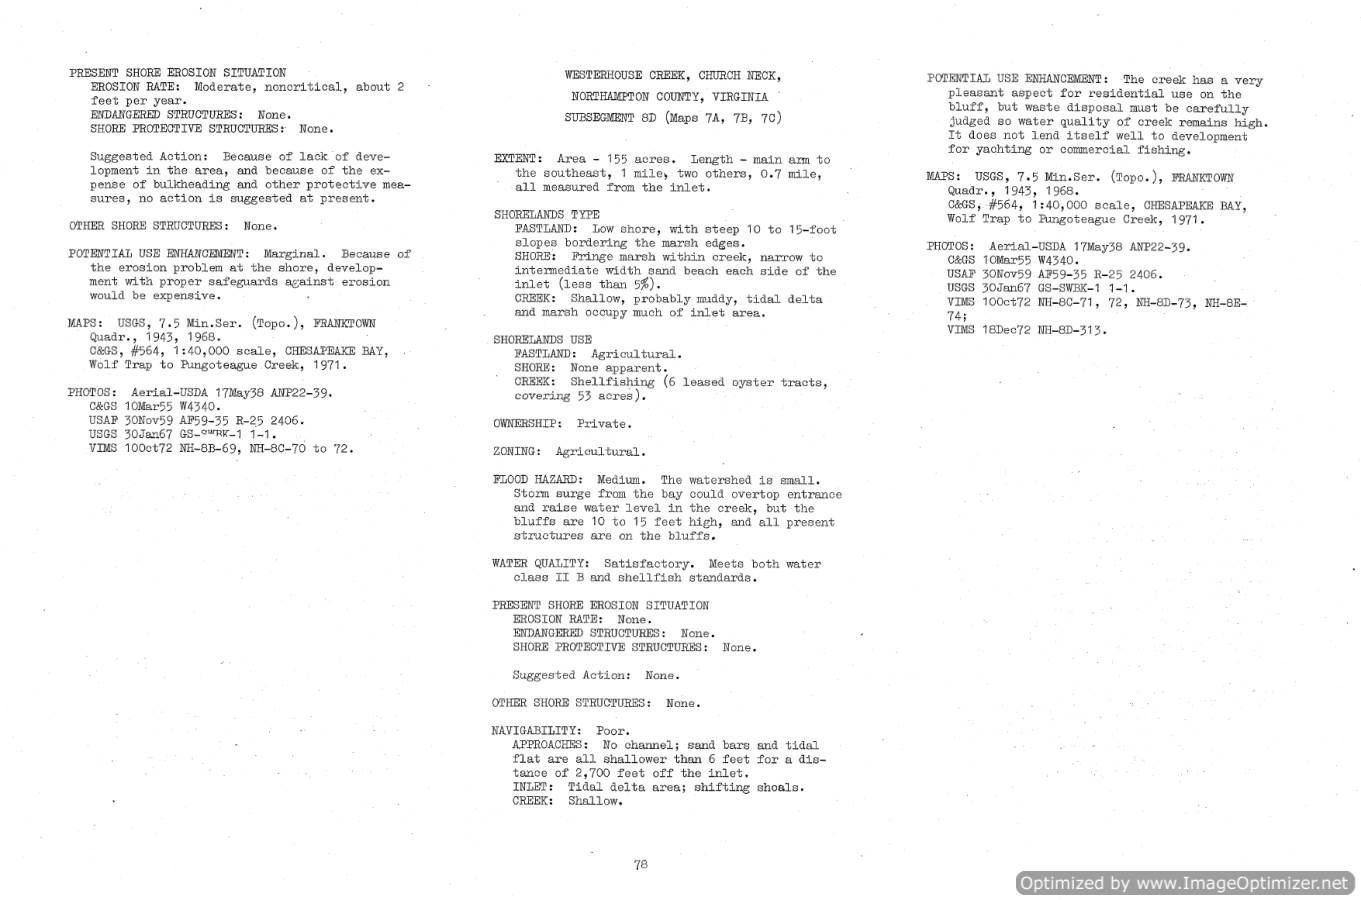 PRESENT SHORE EROSION SITUATION
EROSION RATE: Moderate, noncritical, about 2
feet per year.
ENDANGERED STRUCTURES: None.
SHORE PROTECTIVE STRUCTURES: None.
Suggested Action: Because of lack of deve-
lopment in the area, and because of the ex-
pense of bulkheading and other protective mea-
sures, no action is suggested at present.
OTHER SHORE STRUCTURES: None.
POTENTIAL USE ENHANCEMENT: Marginal. Because of
the erosion problem at the shore, develop-
ment with proper safeguards against erosion
would be expensive.
MAPS: USGS, 7.5 Min.Ser. (Topo.), FRANKTOWN
Quadr., 1943, 1968.
C&GS, #564, 1:40,000 scale, CHESAPEAKE BAY,
Wolf Trap to Pungoteague Creek, 1971.
PHOTOS: Aerial-USDA 17May38 ANP22-39.
C&GS 10Mar55 W4340.
USAF 30Nov59 AF59-35 R-25 2406.
USGS 30Jan67 GS-SWBK-1 1-1.
VIMS 10Oct72 NH-8B-69, NH-8C-70 to 72.
WESTERHOUSE CREEK, CHURCH NECK,
NORTHAMPTON COUNTY, VIRGINIA
SUBSEGMENT 8D (Maps 7A, 7B, 7C)
EXTENT: Area - 155 acres. Length - main arm to
the southeast, 1 mile, two others, 0.7 mile,
all measured from the inlet.
SHORELANDS TYPE
FASTLAND: Low shore, with steep 10 to 15-foot
slopes bordering the marsh edges.
SHORE: Fringe marsh within creek, narrow to
intermediate width sand beach each side of the
inlet (less than 5%).
CREEK: Shallow, probably muddy, tidal delta
and marsh occupy much of inlet area.
SHORELANDS USE
FASTLAND: Agricultural.
SHORE: None apparent.
CREEK: Shellfishing (6 leased oyster tracts,
covering 53 acres).
OWNERSHIP: Private.
ZONING: Agricultural.
FLOOD HAZARD: Medium. The watershed is small.
Storm surge from the bay could overtop entrance
and raise water level in the creek, but the
bluffs are 10 to 15 feet high, and all present
structures are on the bluffs.
WATER QUALITY: Satisfactory. Meets both water
class II B and shellfish standards.
PRESENT SHORE EROSION SITUATION
EROSION RATE: None.
ENDANGERED STRUCTURES: None.
SHORE PROTECTIVE STRUCTURES: None.
Suggested Action: None.
OTHER SHORE STRUCTURES: None.
NAVIGABILITY: Poor.
APPROACHES: No channel; sand bars and tidal
flat are all shallower than 6 feet for a dis-
tance of 2,700 feet off the inlet.
INLET: Tidal delta area; shifting shoals.
CREEK: Shallow.
POTENTIAL USE ENHANCEMENT: The creek has a very
pleasant aspect for residential use on the
bluff, but waste disposal must be carefully
judged so water quality of creek remains high.
It does not lend itself well to development
for yachting or commercial fishing.
MAPS: USGS, 7.5 Min.Ser. (Topo.), FRANKTOWN
Quadr., 1943, 1968.
C&GS, #564, 1:40,000 scale, CHESAPEAKE BAY,
Wolf Trap to Pungoteague Creek, 1971.
PHOTOS: Aerial-USDA 17May38 ANP22-39.
C&GS 10Mar55 W4340.
USAF 30Nov59 AF59-35 R-25 2406.
USGS 30Jan67 GS-SWBK-1 1-1.
VIMS 10Oct72 NH-8C-71, 72, NH-8D-73, NH-8E-
74;
VIMS 18Dec72 NH-8D-313.
78
Optimized by www.ImageOptimizer.net